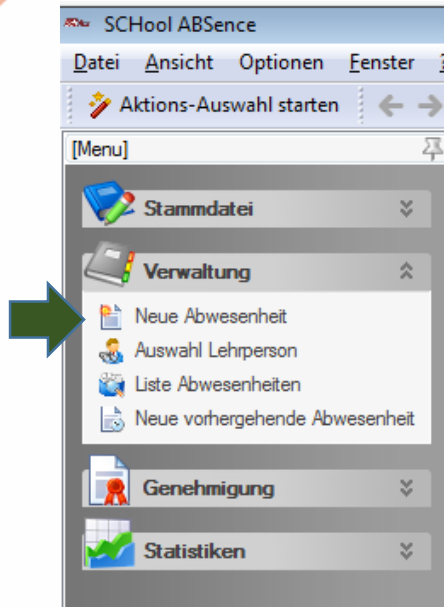 SCHool ABSence
Datei Ansicht Optionen Fenster ?
Aktions-Auswahl starten
[Menu]
Stammdatei
Verwaltung
Neue Abwesenheit
Auswahl Lehrperson
Liste Abwesenheiten
Neue vorhergehende Abwesenheit
Genehmigung
Statistiken